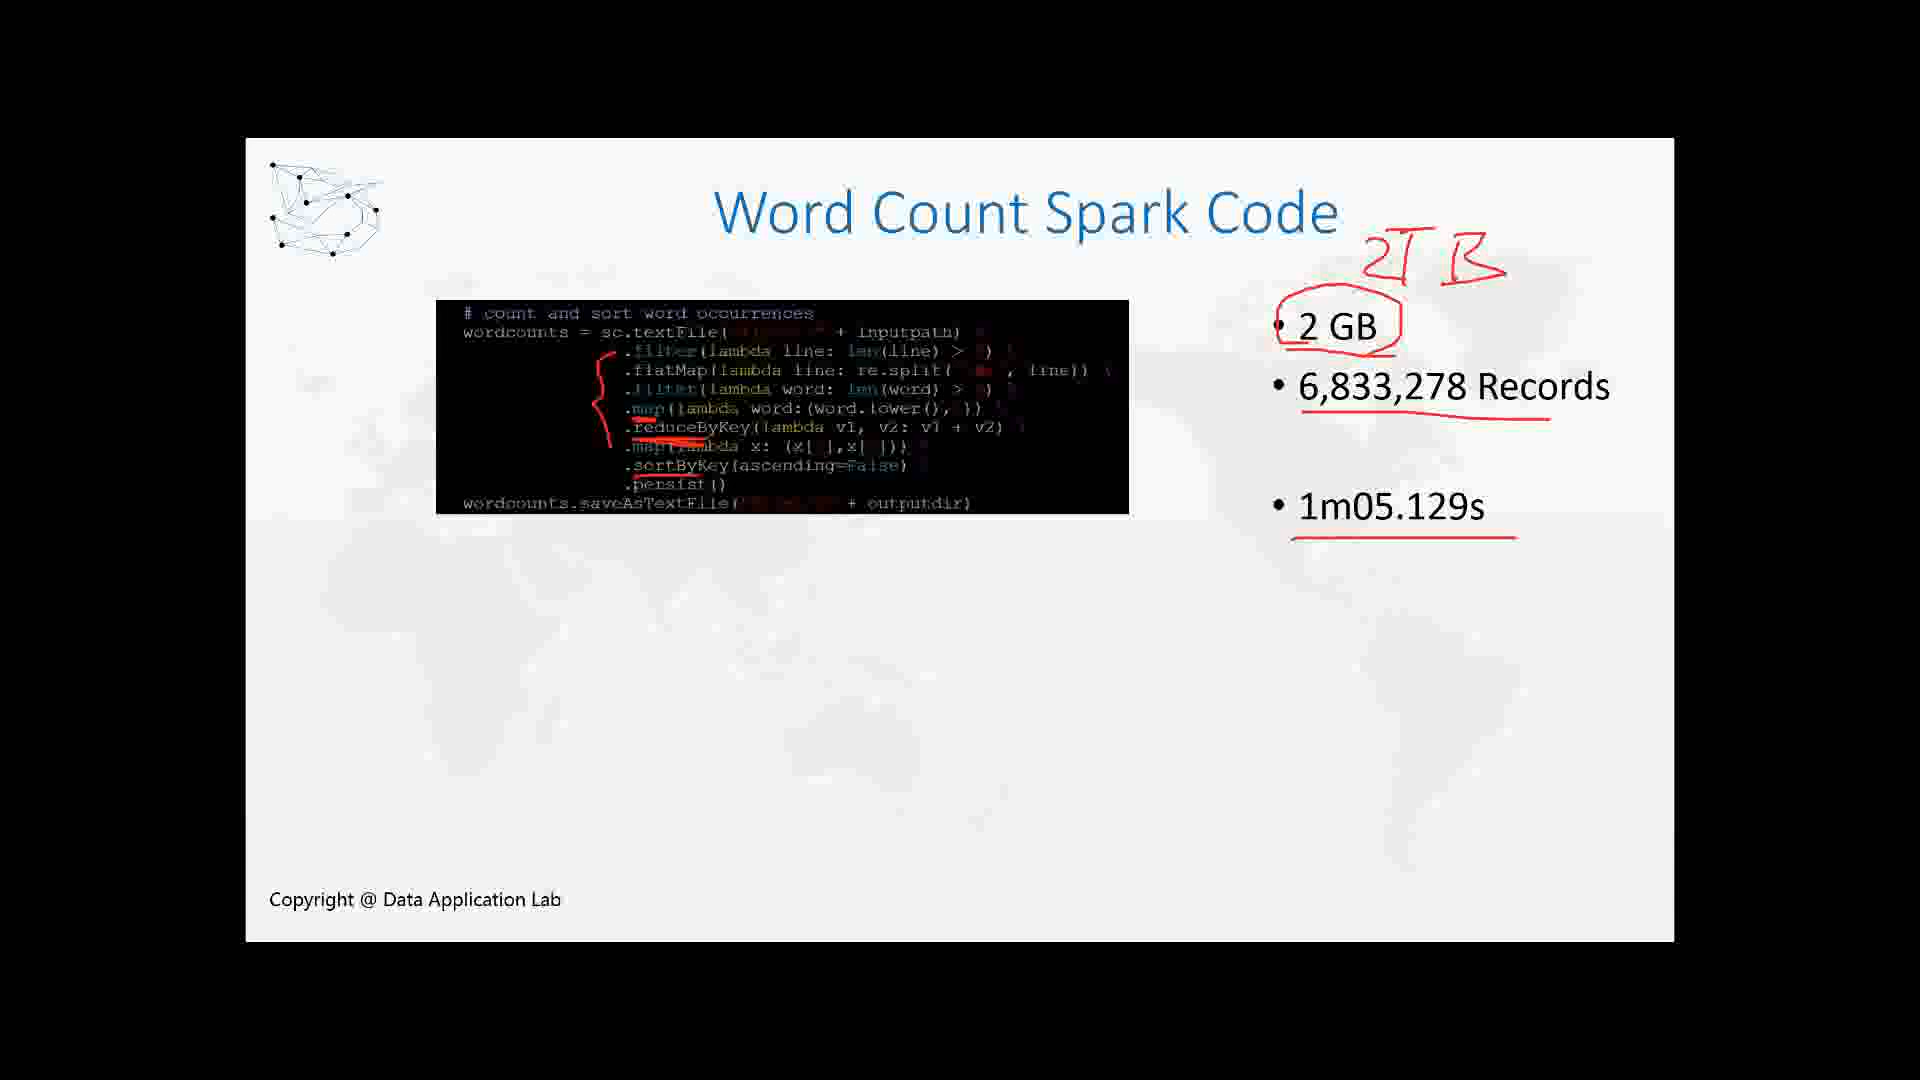 Word Count Spark Code
2TB
# count and sort word occurrences
wordcounts = sc.textFile( + inputpath)
.filter(lambda line: len(line) > )
.flatMap(lambda line: re.split( , line)) \
.filter(lambda word: len(word) > )
.map(lambda word:(word.lower(), ))
.reduceByKey(lambda v1, v2: v1 + v2)
.map(lambda x: (x[ ],x[ ]))
.sortByKey(ascending=False)
.persist()
wordcounts.saveAsTextFile( + outputdir)
• 2 GB
• 6,833,278 Records
• 1m05.129s
Copyright @ Data Application Lab